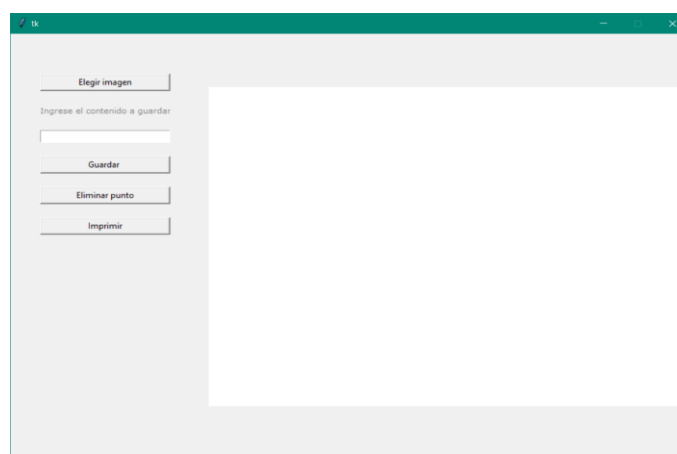 tk
Elegir imagen
Ingrese el contenido a guardar
Guardar
Eliminar punto
Imprimir